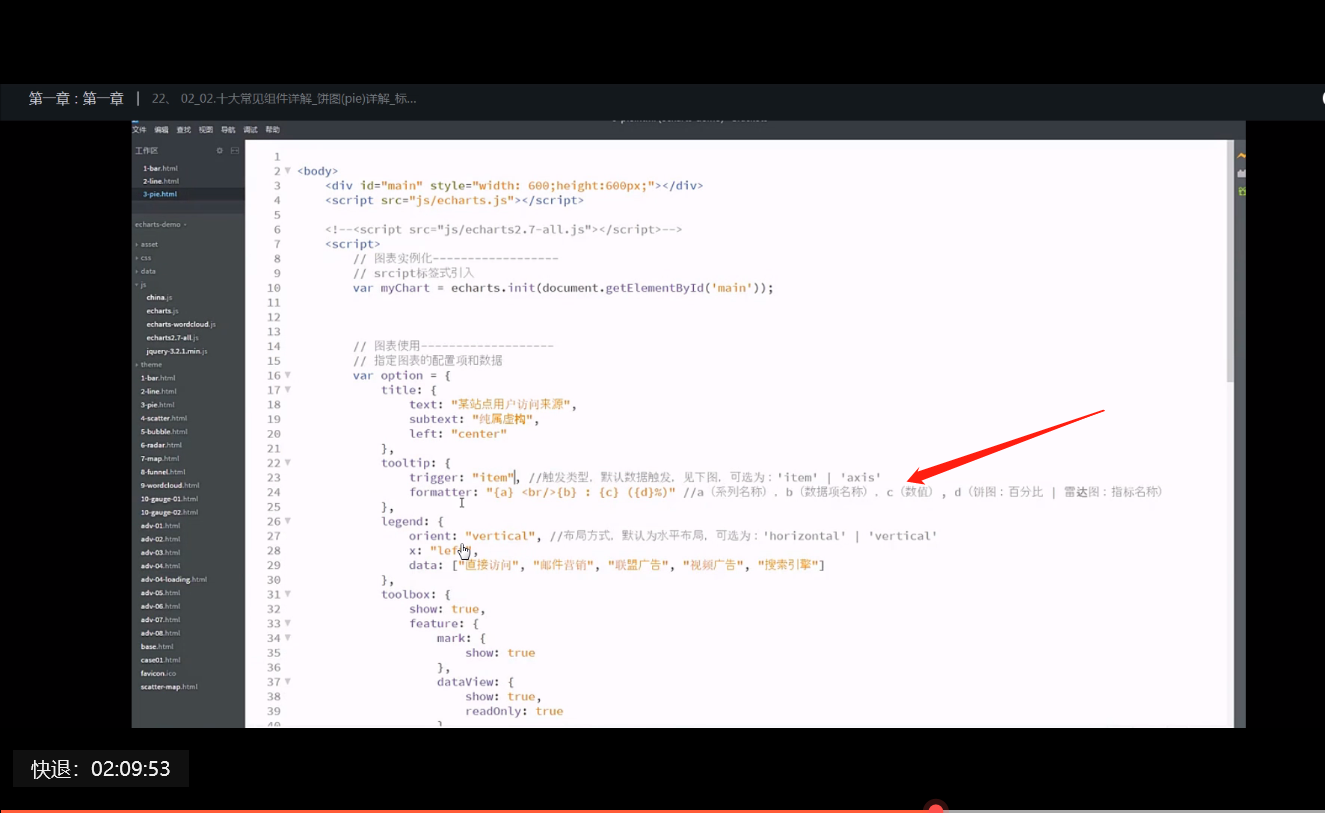 第一章：第一章 | 22、 02_02.十大常见组件详解_饼图(pie)详解_标...
文件 编辑 查找 视图 导航 调试 帮助
工作区
1-bar.html
2-line.html
3-pie.html
echarts-demo
asset
css
data
js
china.js
echarts.js
echarts-wordcloud.js
echarts2.7-all.js
jquery-3.2.1.min.js
theme
1-bar.html
2-line.html
3-pie.html
4-scatter.html
5-bubble.html
6-radar.html
7-map.html
8-funnel.html
9-wordcloud.html
10-gauge-01.html
10-gauge-02.html
adv-01.html
adv-02.html
adv-03.html
adv-04.html
adv-04-loading.html
adv-05.html
adv-06.html
adv-07.html
adv-08.html
base.html
case01.html
favicon.ico
scatter-map.html
1
2 <body>
3 <div id="main" style="width: 600;height:600px;"></div>
4 <script src="js/echarts.js"></script>
5
6 <!--<script src="js/echarts2.7-all.js"></script>-->
7 <script>
8 // 图表实例化------------------
9 // srcipt标签式引入
10 var myChart = echarts.init(document.getElementById('main'));
11
12
13
14 // 图表使用-------------------
15 // 指定图表的配置项和数据
16 var option = {
17 title: {
18 text: "某站点用户访问来源",
19 subtext: "纯属虚构",
20 left: "center"
21 },
22 tooltip: {
23 trigger: "item", //触发类型，默认数据触发，见下图，可选为：'item' | 'axis'
24 formatter: "{a} <br/>{b} : {c} ({d}%)" //a（系列名称），b（数据项名称），c（数值）, d（饼图：百分比 | 雷达图：指标名称）
25 },
26 legend: {
27 orient: "vertical", //布局方式，默认为水平布局，可选为：'horizontal' | 'vertical'
28 x: "left",
29 data: ["直接访问", "邮件营销", "联盟广告", "视频广告", "搜索引擎"]
30 },
31 toolbox: {
32 show: true,
33 feature: {
34 mark: {
35 show: true
36 },
37 dataView: {
38 show: true,
39 readOnly: true
快退：02:09:53